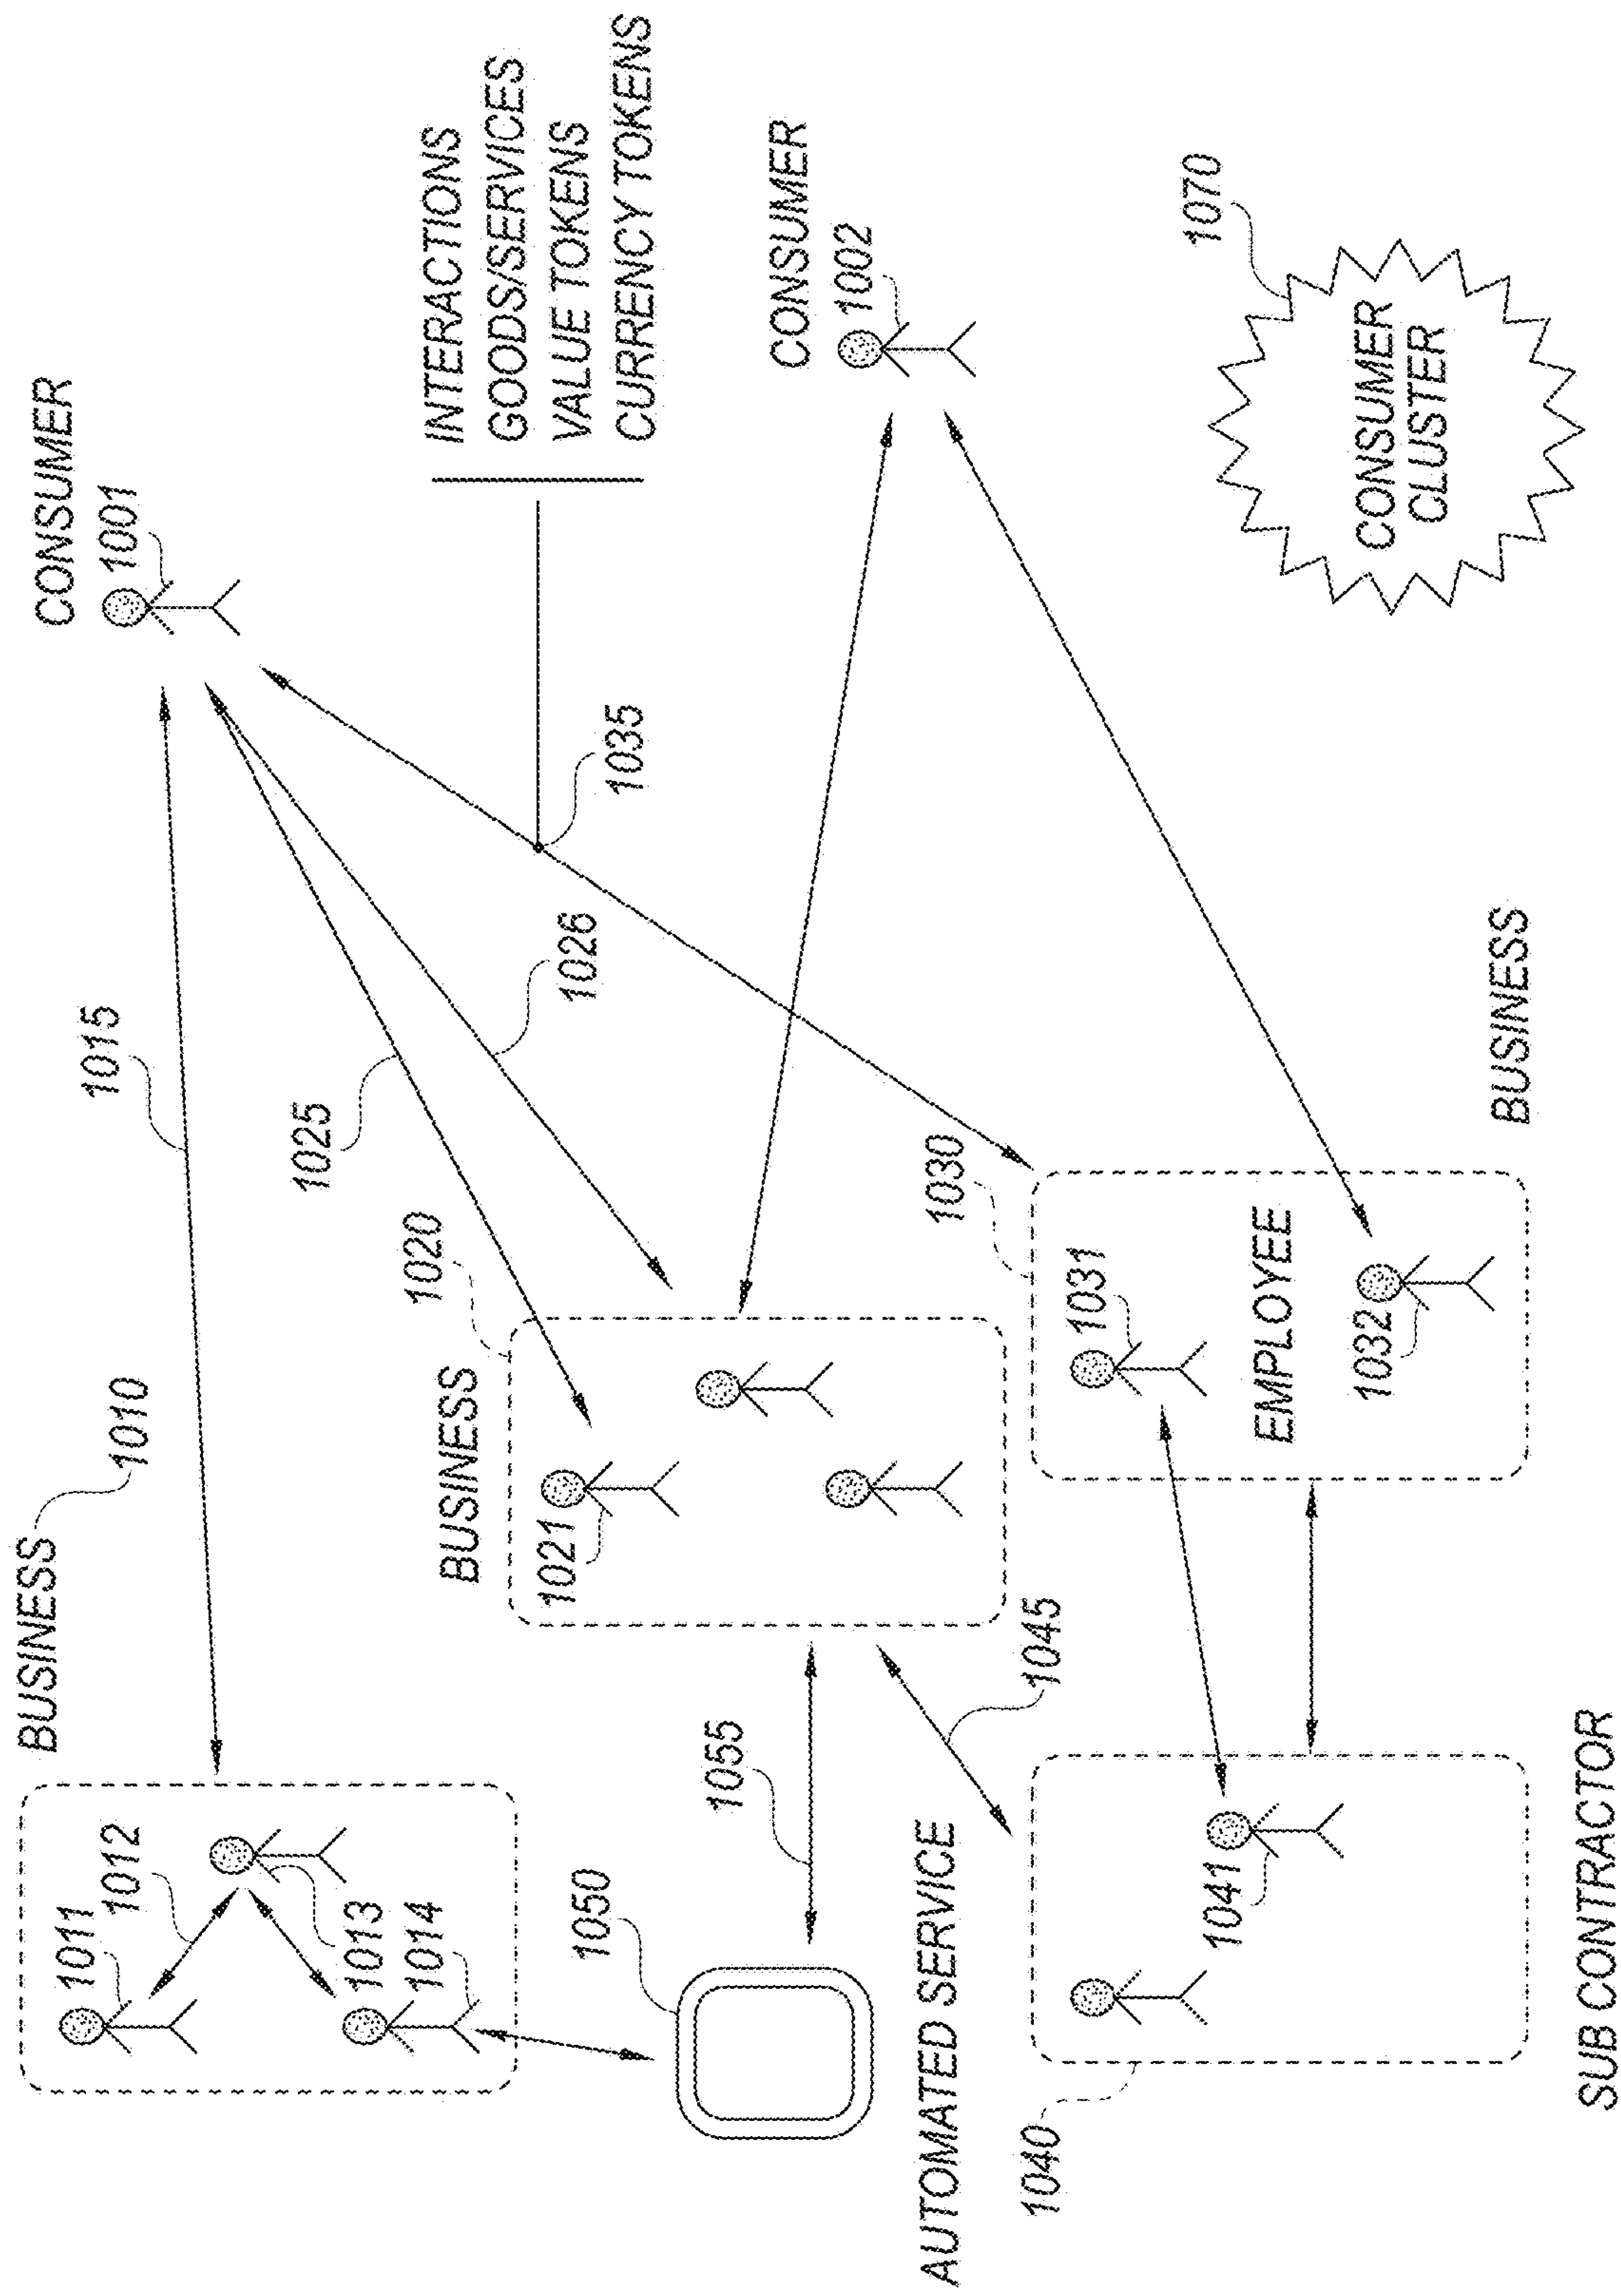 BUSINESS
1010
1011
1012
1013
1014
1015
CONSUMER
1001
1025
1026
1020
BUSINESS
1021
INTERACTIONS
GOODS/SERVICES
VALUE TOKENS
CURRENCY TOKENS
1035
CONSUMER
1002
1050
1055
1045
AUTOMATED SERVICE
1030
1031
EMPLOYEE
1032
BUSINESS
1040
1041
SUB CONTRACTOR
1070
CONSUMER
CLUSTER